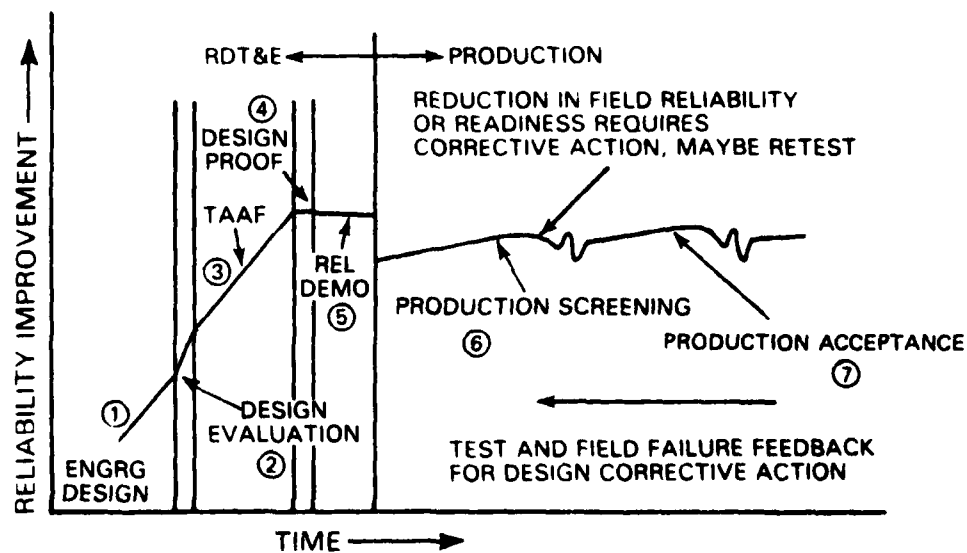 RELIABILITY IMPROVEMENT
RDT&E
PRODUCTION
④
DESIGN
PROOF
REDUCTION IN FIELD RELIABILITY
OR READINESS REQUIRES
CORRECTIVE ACTION, MAYBE RETEST
TAAF
③
REL
DEMO
⑤
PRODUCTION SCREENING
⑥
PRODUCTION ACCEPTANCE
⑦
①
DESIGN
EVALUATION
②
ENGRG
DESIGN
TEST AND FIELD FAILURE FEEDBACK
FOR DESIGN CORRECTIVE ACTION
TIME